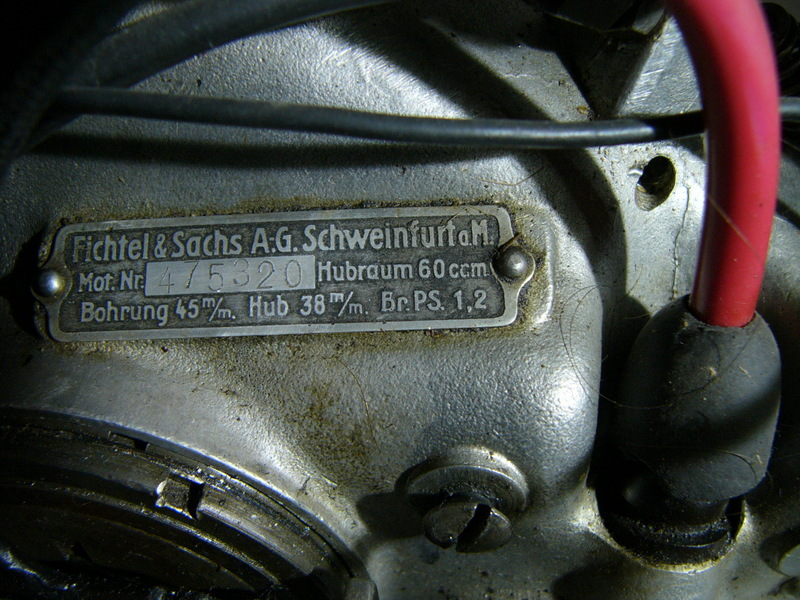 Fichtel & Sachs A.G. Schweinfurt a.M.
Mot. Nr. 475320 Hubraum 60 ccm
Bohrung 45 m/m. Hub 38 m/m. Br. PS. 1,2